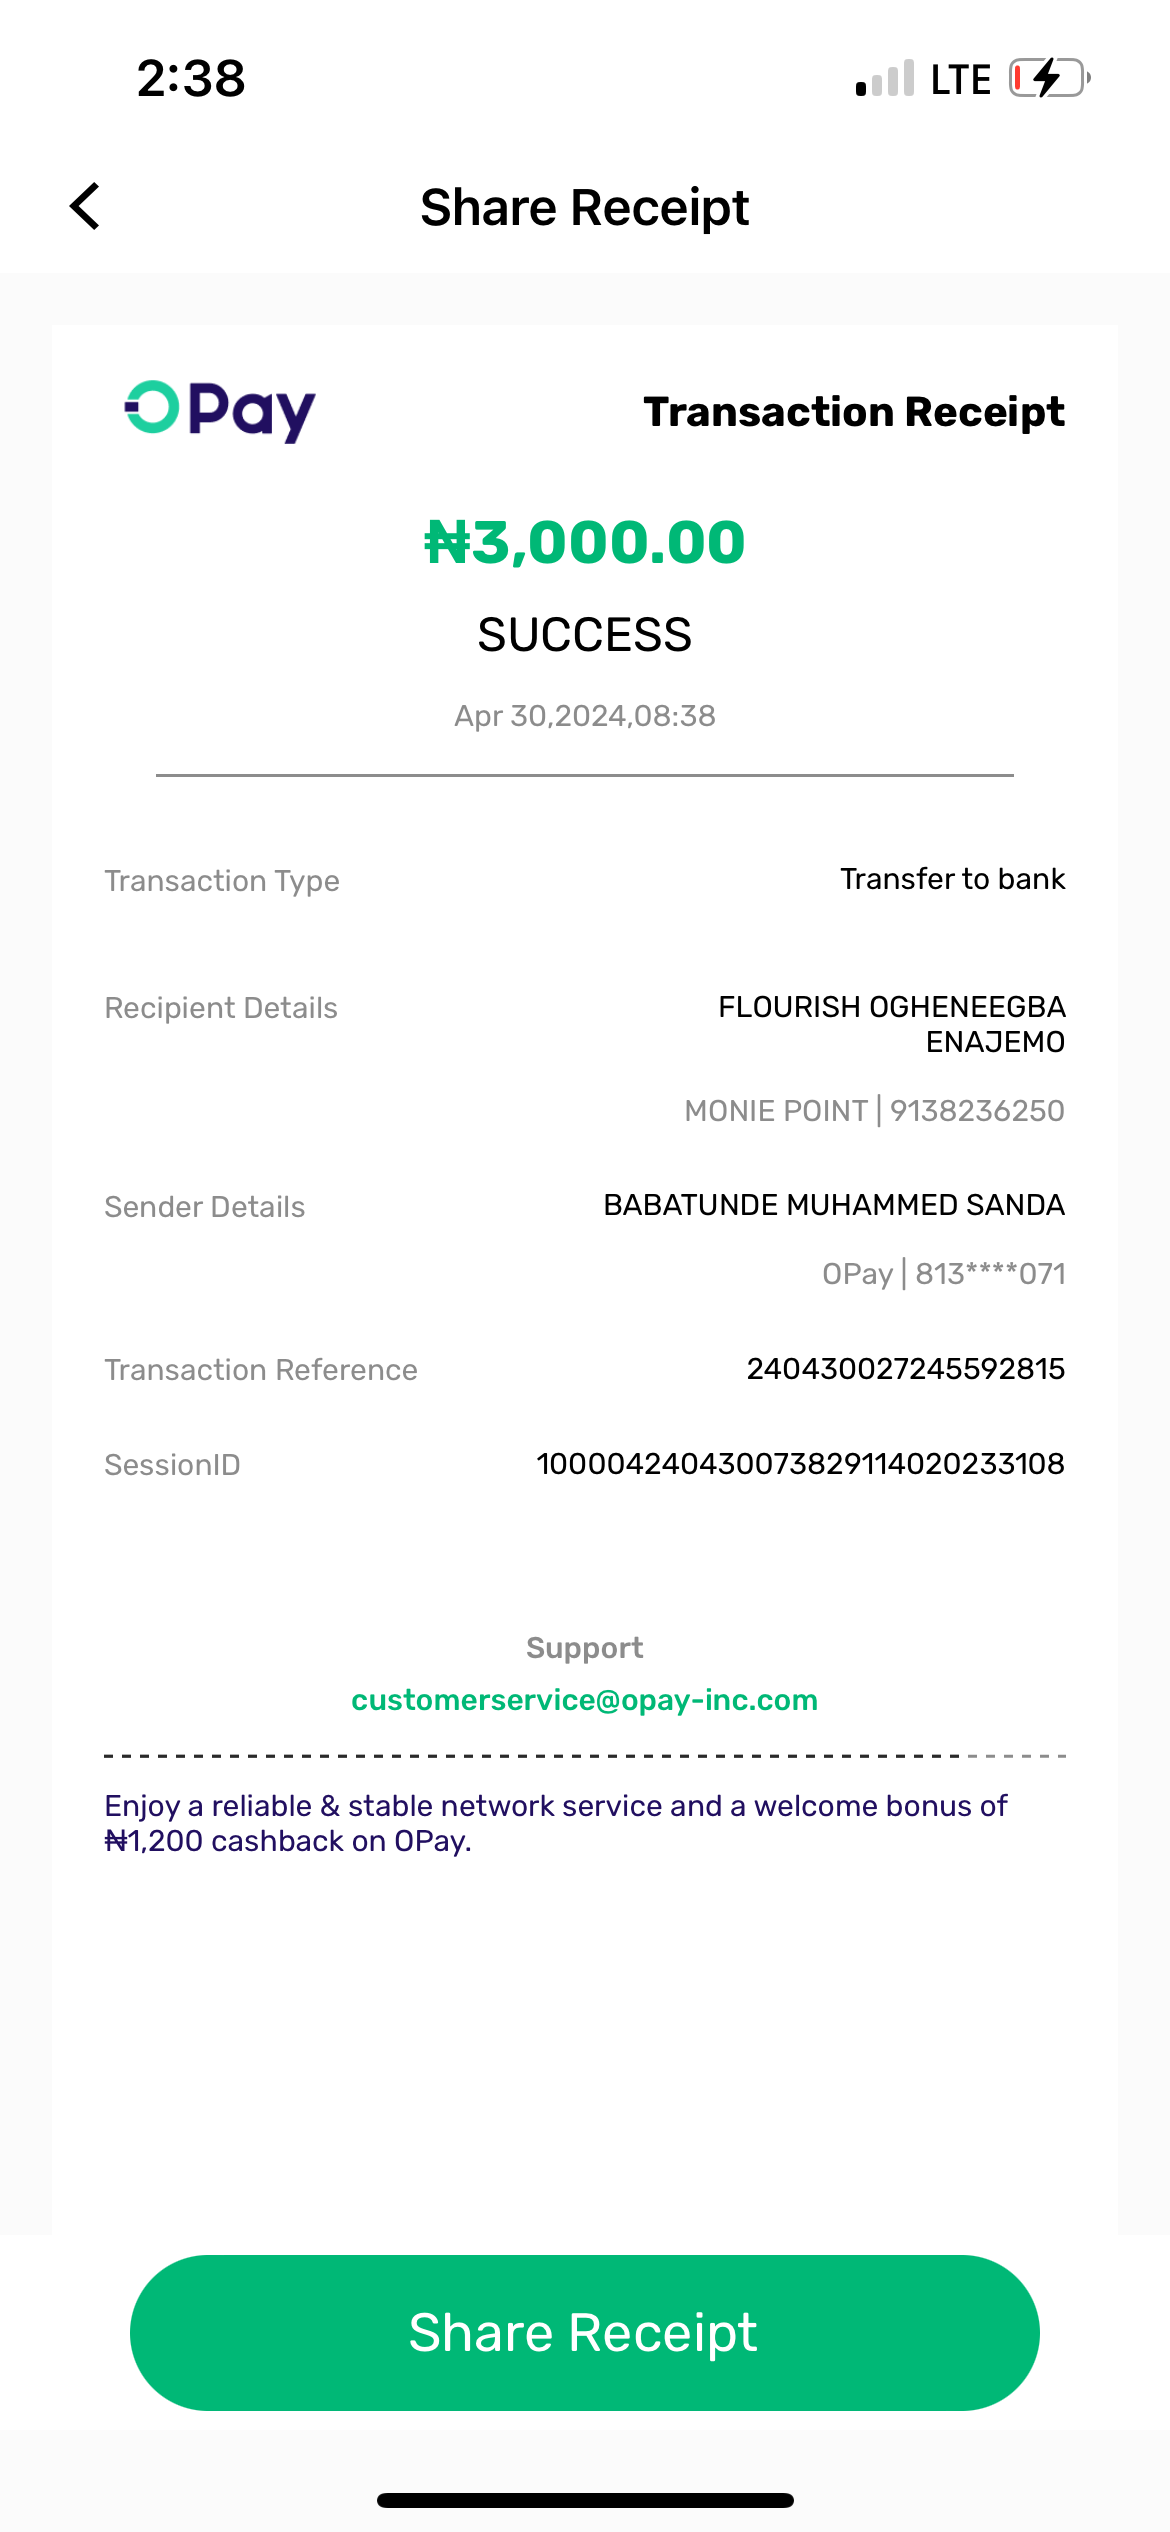 2:38 LTE
Share Receipt
OPay Transaction Receipt
₦3,000.00
SUCCESS
Apr 30,2024,08:38
Transaction Type Transfer to bank
Recipient Details FLOURISH OGHENEEGBA
ENAJEMO
MONIE POINT | 9138236250
Sender Details BABATUNDE MUHAMMED SANDA
OPay | 813****071
Transaction Reference 240430027245592815
SessionID 100004240430073829114020233108
Support
customerservice@opay-inc.com
Enjoy a reliable & stable network service and a welcome bonus of
₦1,200 cashback on OPay.
Share Receipt